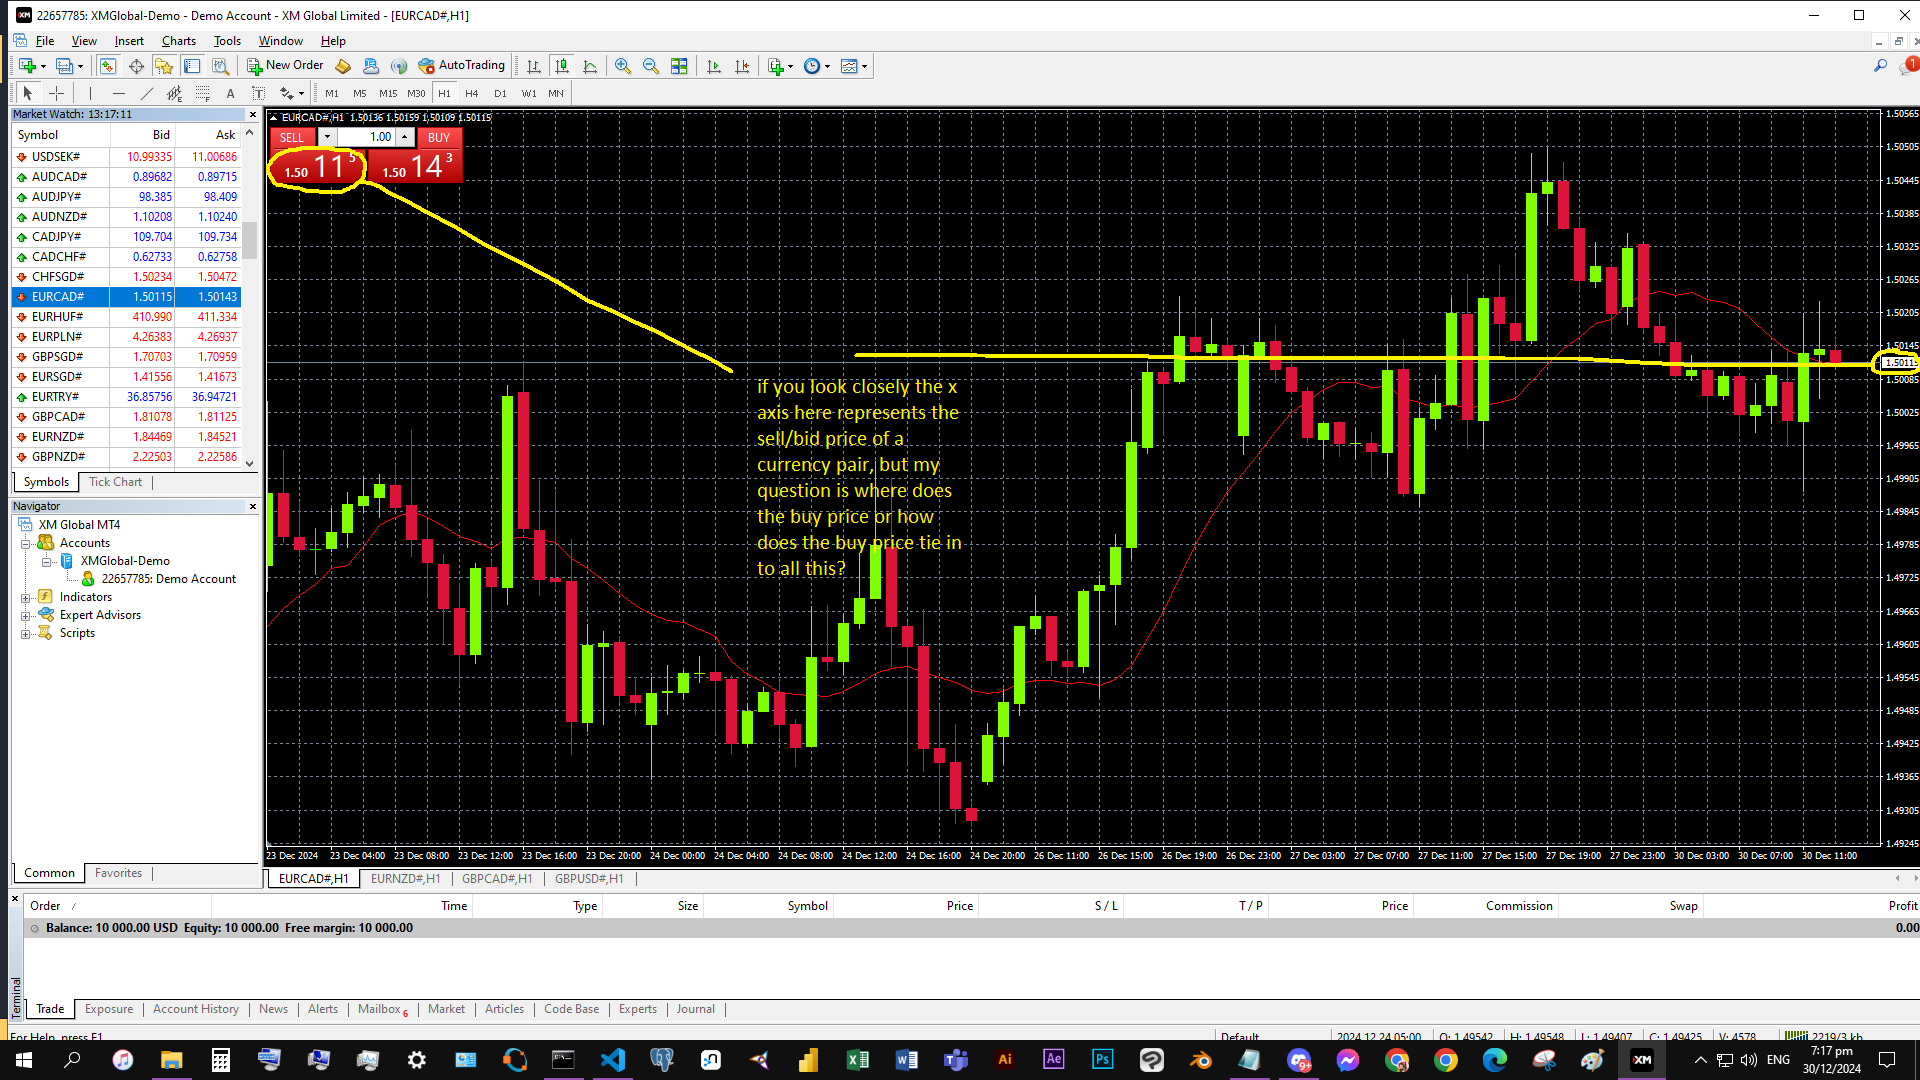 22657785: XMGlobal-Demo - Demo Account - XM Global Limited - [EURCAD#,H1]
File View Insert Charts Tools Window Help
New Order AutoTrading
1
A T
M1 M5 M15 M30 H1 H4 D1 W1 MN
Market Watch: 13:17:11
Symbol Bid Ask
USDSEK# 10.99335 11.00686
AUDCAD# 0.89682 0.89715
AUDJPY# 98.385 98.409
AUDNZD# 1.10208 1.10240
CADJPY# 109.704 109.734
CADCHF# 0.62733 0.62758
CHFSGD# 1.50234 1.50472
EURCAD# 1.50115 1.50143
EURHUF# 410.990 411.334
EURPLN# 4.26383 4.26937
GBPSGD# 1.70703 1.70959
EURSGD# 1.41556 1.41673
EURTRY# 36.85756 36.94721
GBPCAD# 1.81078 1.81125
EURNZD# 1.84469 1.84521
GBPNZD# 2.22503 2.22586
Symbols Tick Chart
Navigator
XM Global MT4
Accounts
XMGlobal-Demo
22657785: Demo Account
Indicators
Expert Advisors
Scripts
Common Favorites
EURCAD#,H1 1.50136 1.50159 1.50109 1.50115
SELL 1.00 BUY
1.50 11 5 1.50 14 3
if you look closely the x
axis here represents the
sell/bid price of a
currency pair, but my
question is where does
the buy price or how
does the buy price tie in
to all this?
1.50565
1.50505
1.50445
1.50385
1.50325
1.50265
1.50205
1.50145
1.50115
1.50085
1.50025
1.49965
1.49905
1.49845
1.49785
1.49725
1.49665
1.49605
1.49545
1.49485
1.49425
1.49365
1.49305
1.49245
23 Dec 2024 23 Dec 04:00 23 Dec 08:00 23 Dec 12:00 23 Dec 16:00 23 Dec 20:00 24 Dec 00:00 24 Dec 04:00 24 Dec 08:00 24 Dec 12:00 24 Dec 16:00 24 Dec 20:00 26 Dec 11:00 26 Dec 15:00 26 Dec 19:00 26 Dec 23:00 27 Dec 03:00 27 Dec 07:00 27 Dec 11:00 27 Dec 15:00 27 Dec 19:00 27 Dec 23:00 30 Dec 03:00 30 Dec 07:00 30 Dec 11:00
EURCAD#,H1 EURNZD#,H1 GBPCAD#,H1 GBPUSD#,H1
Order / Time Type Size Symbol Price S / L T / P Price Commission Swap Profit
Balance: 10 000.00 USD Equity: 10 000.00 Free margin: 10 000.00 0.00
Terminal
Trade Exposure Account History News Alerts Mailbox 6 Market Articles Code Base Experts Journal
For Help, press F1 Default 2024.12.24 05:00 O: 1.49542 H: 1.49548 L: 1.49407 C: 1.49425 V: 4578 2219/3 kb
Ai Ae Ps 9+ XM ENG 7:17 pm
30/12/2024